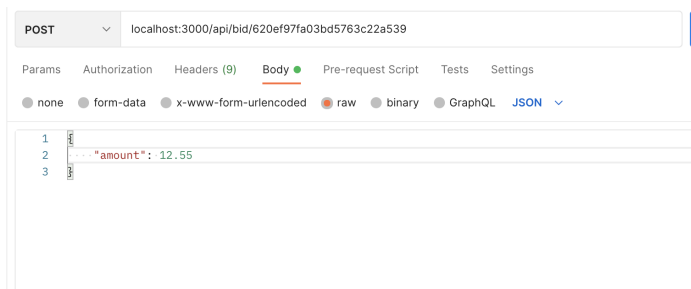 POST localhost:3000/api/bid/620ef97fa03bd5763c22a539
Params Authorization Headers (9) Body Pre-request Script Tests Settings
none form-data x-www-form-urlencoded raw binary GraphQL JSON
1 {
2 "amount": 12.55
3 }